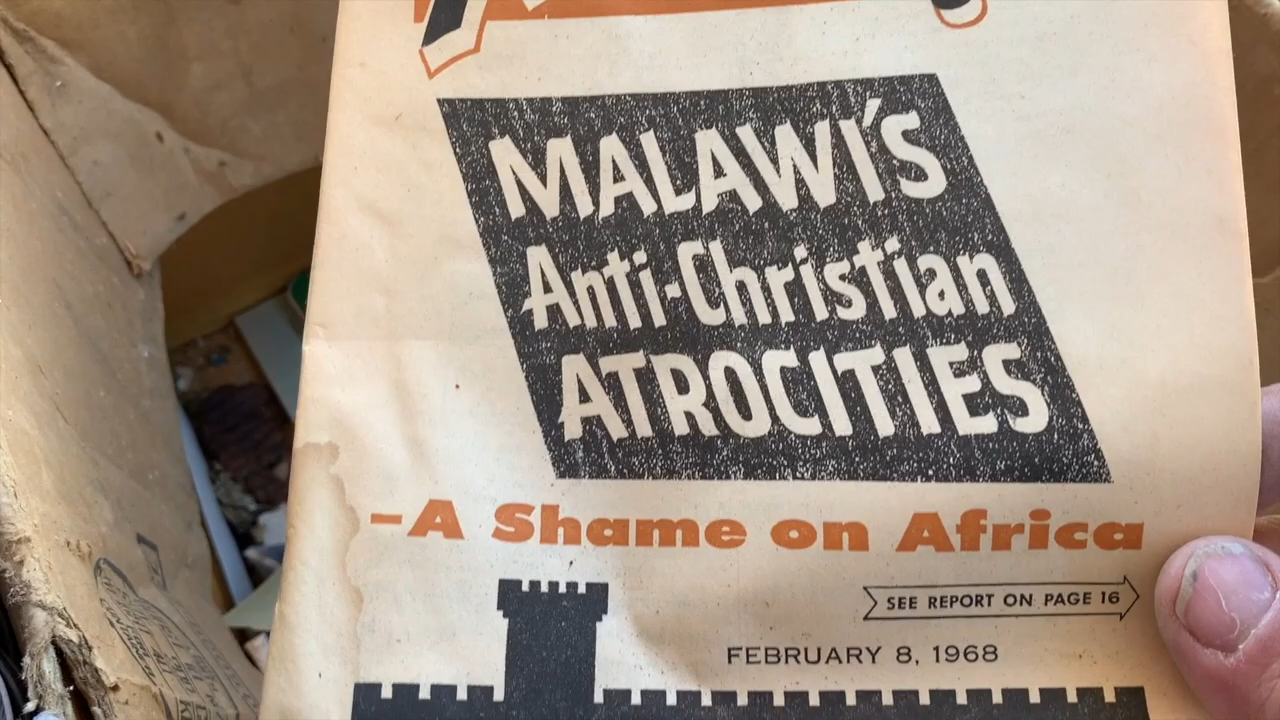 MALAWI'S
Anti-Christian
ATROCITIES
–A Shame on Africa
SEE REPORT ON PAGE 16
FEBRUARY 8, 1968